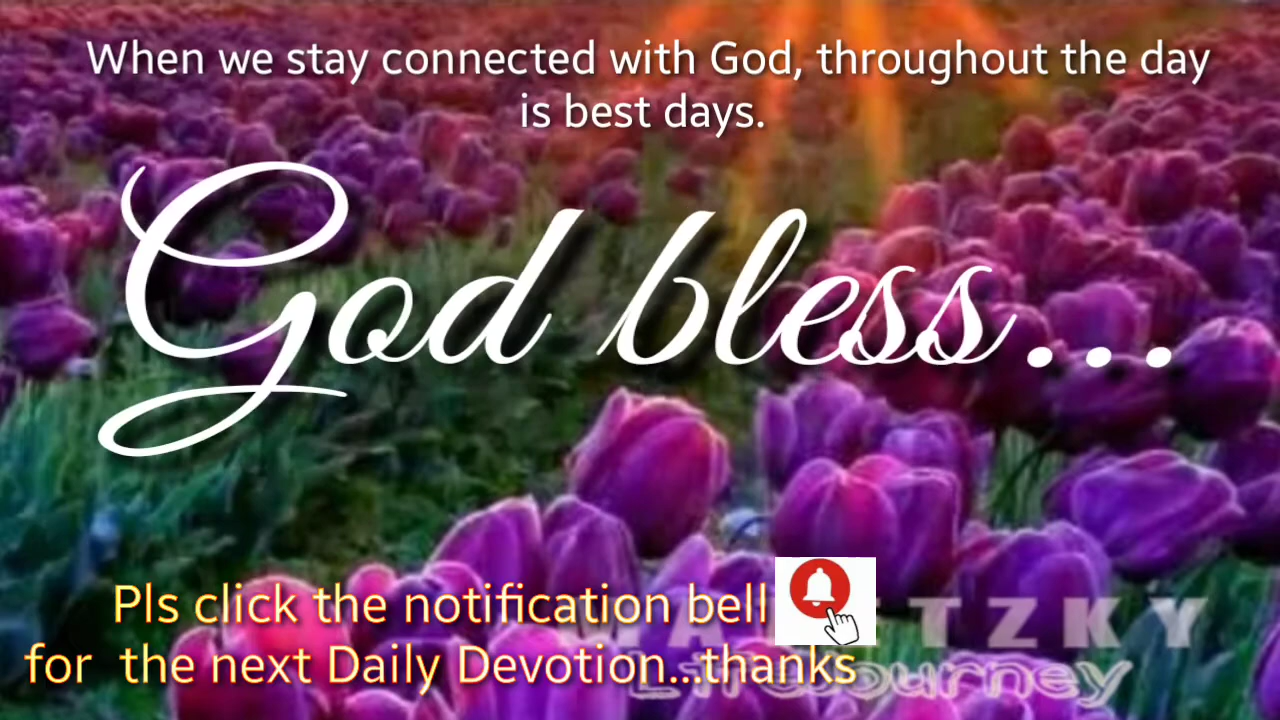 When we stay connected with God, throughout the day
is best days.
God bless...
Pls click the notification bell
for the next Daily Devotion...thanks
TZKY